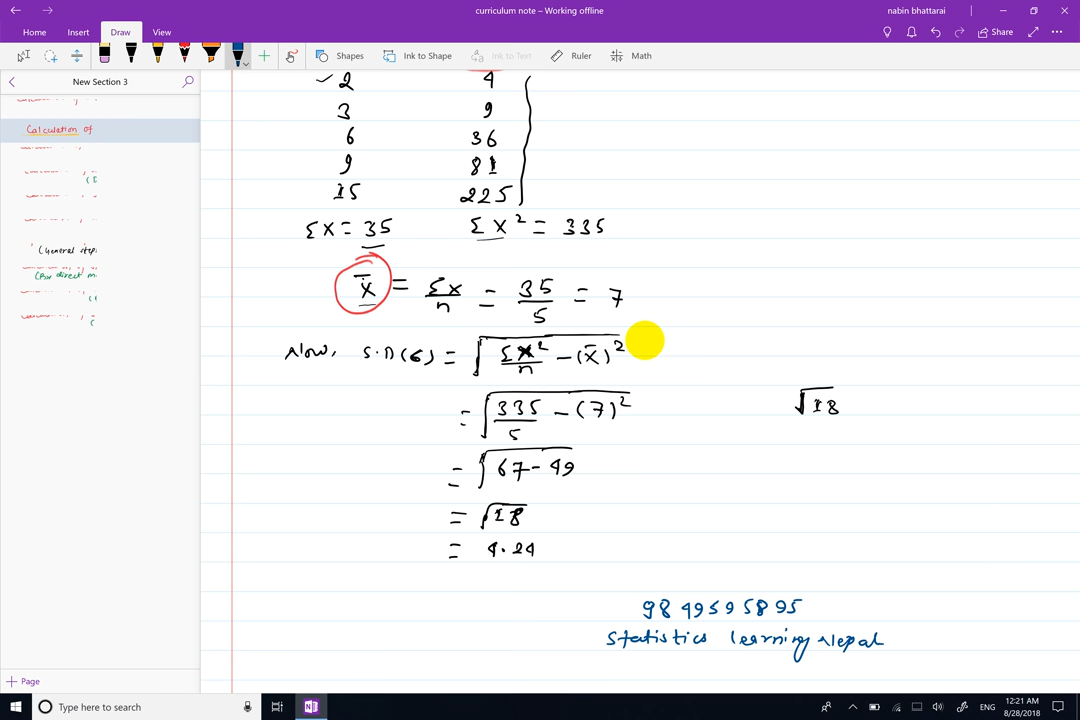 curriculum note – Working offline
nabin bhattarai
Home Insert Draw View
Share
Shapes Ink to Shape Ink to Text Ruler Math
New Section 3
Calculation of
(General step
(For direct m
2 4
3 9
6 36
9 81
15 225
Σx = 35 Σx² = 335
x̄ = Σx/n = 35/5 = 7
Now, S.D(σ) = √(Σx²/n – (x̄)²)
= √(335/5 – (7)²)
√18
= √(67 – 49)
= √18
= 4.24
9849595895
Statistics learning Nepal
+ Page
Type here to search
ENG
12:21 AM
8/28/2018